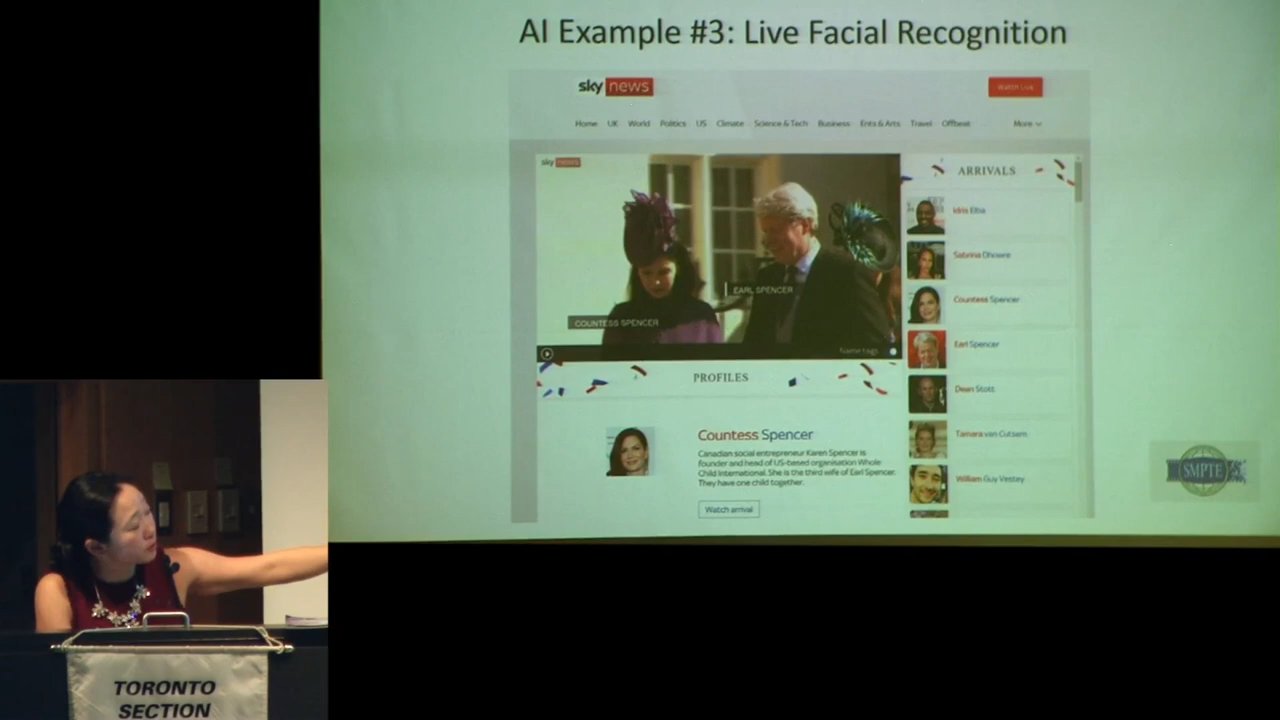 AI Example #3: Live Facial Recognition
sky news
Watch Live
Home UK World Politics US Climate Science & Tech Business Ents & Arts Travel Offbeat More
sky news
EARL SPENCER
COUNTESS SPENCER
Name tags
ARRIVALS
Idris Elba
Sabrina Dhowre
Countess Spencer
Earl Spencer
Dean Stott
Tamara van Cutsem
William Guy Vestey
PROFILES
Countess Spencer
Canadian social entrepreneur Karen Spencer is
founder and head of US-based organisation Whole
Child International. She is the third wife of Earl Spencer.
They have one child together.
Watch arrival
SMPTE
TORONTO
SECTION